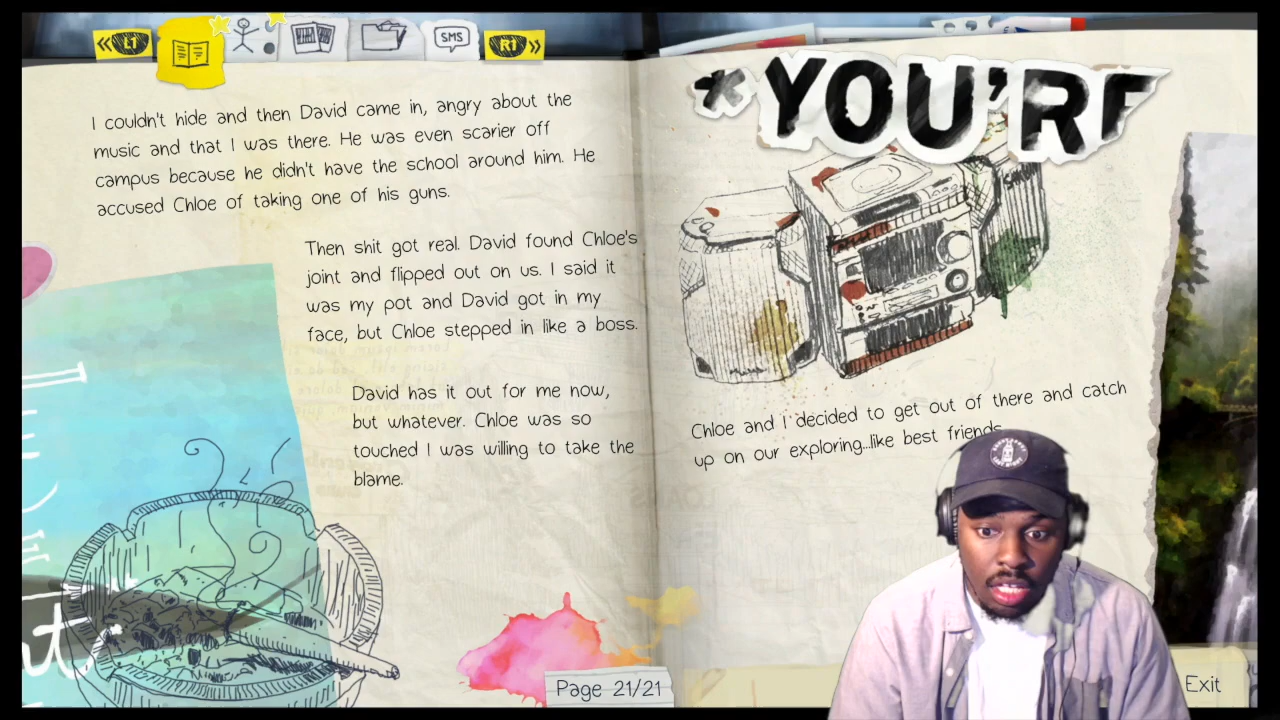 L1
SMS
R1
*YOU'RE
I couldn't hide and then David came in, angry about the
music and that I was there. He was even scarier off
campus because he didn't have the school around him. He
accused Chloe of taking one of his guns.
Then shit got real. David found Chloe's
joint and flipped out on us. I said it
was my pot and David got in my
face, but Chloe stepped in like a boss.
David has it out for me now,
but whatever. Chloe was so
touched I was willing to take the
blame.
Chloe and I decided to get out of there and catch
up on our exploring...like best friends
Page 21/21
Exit